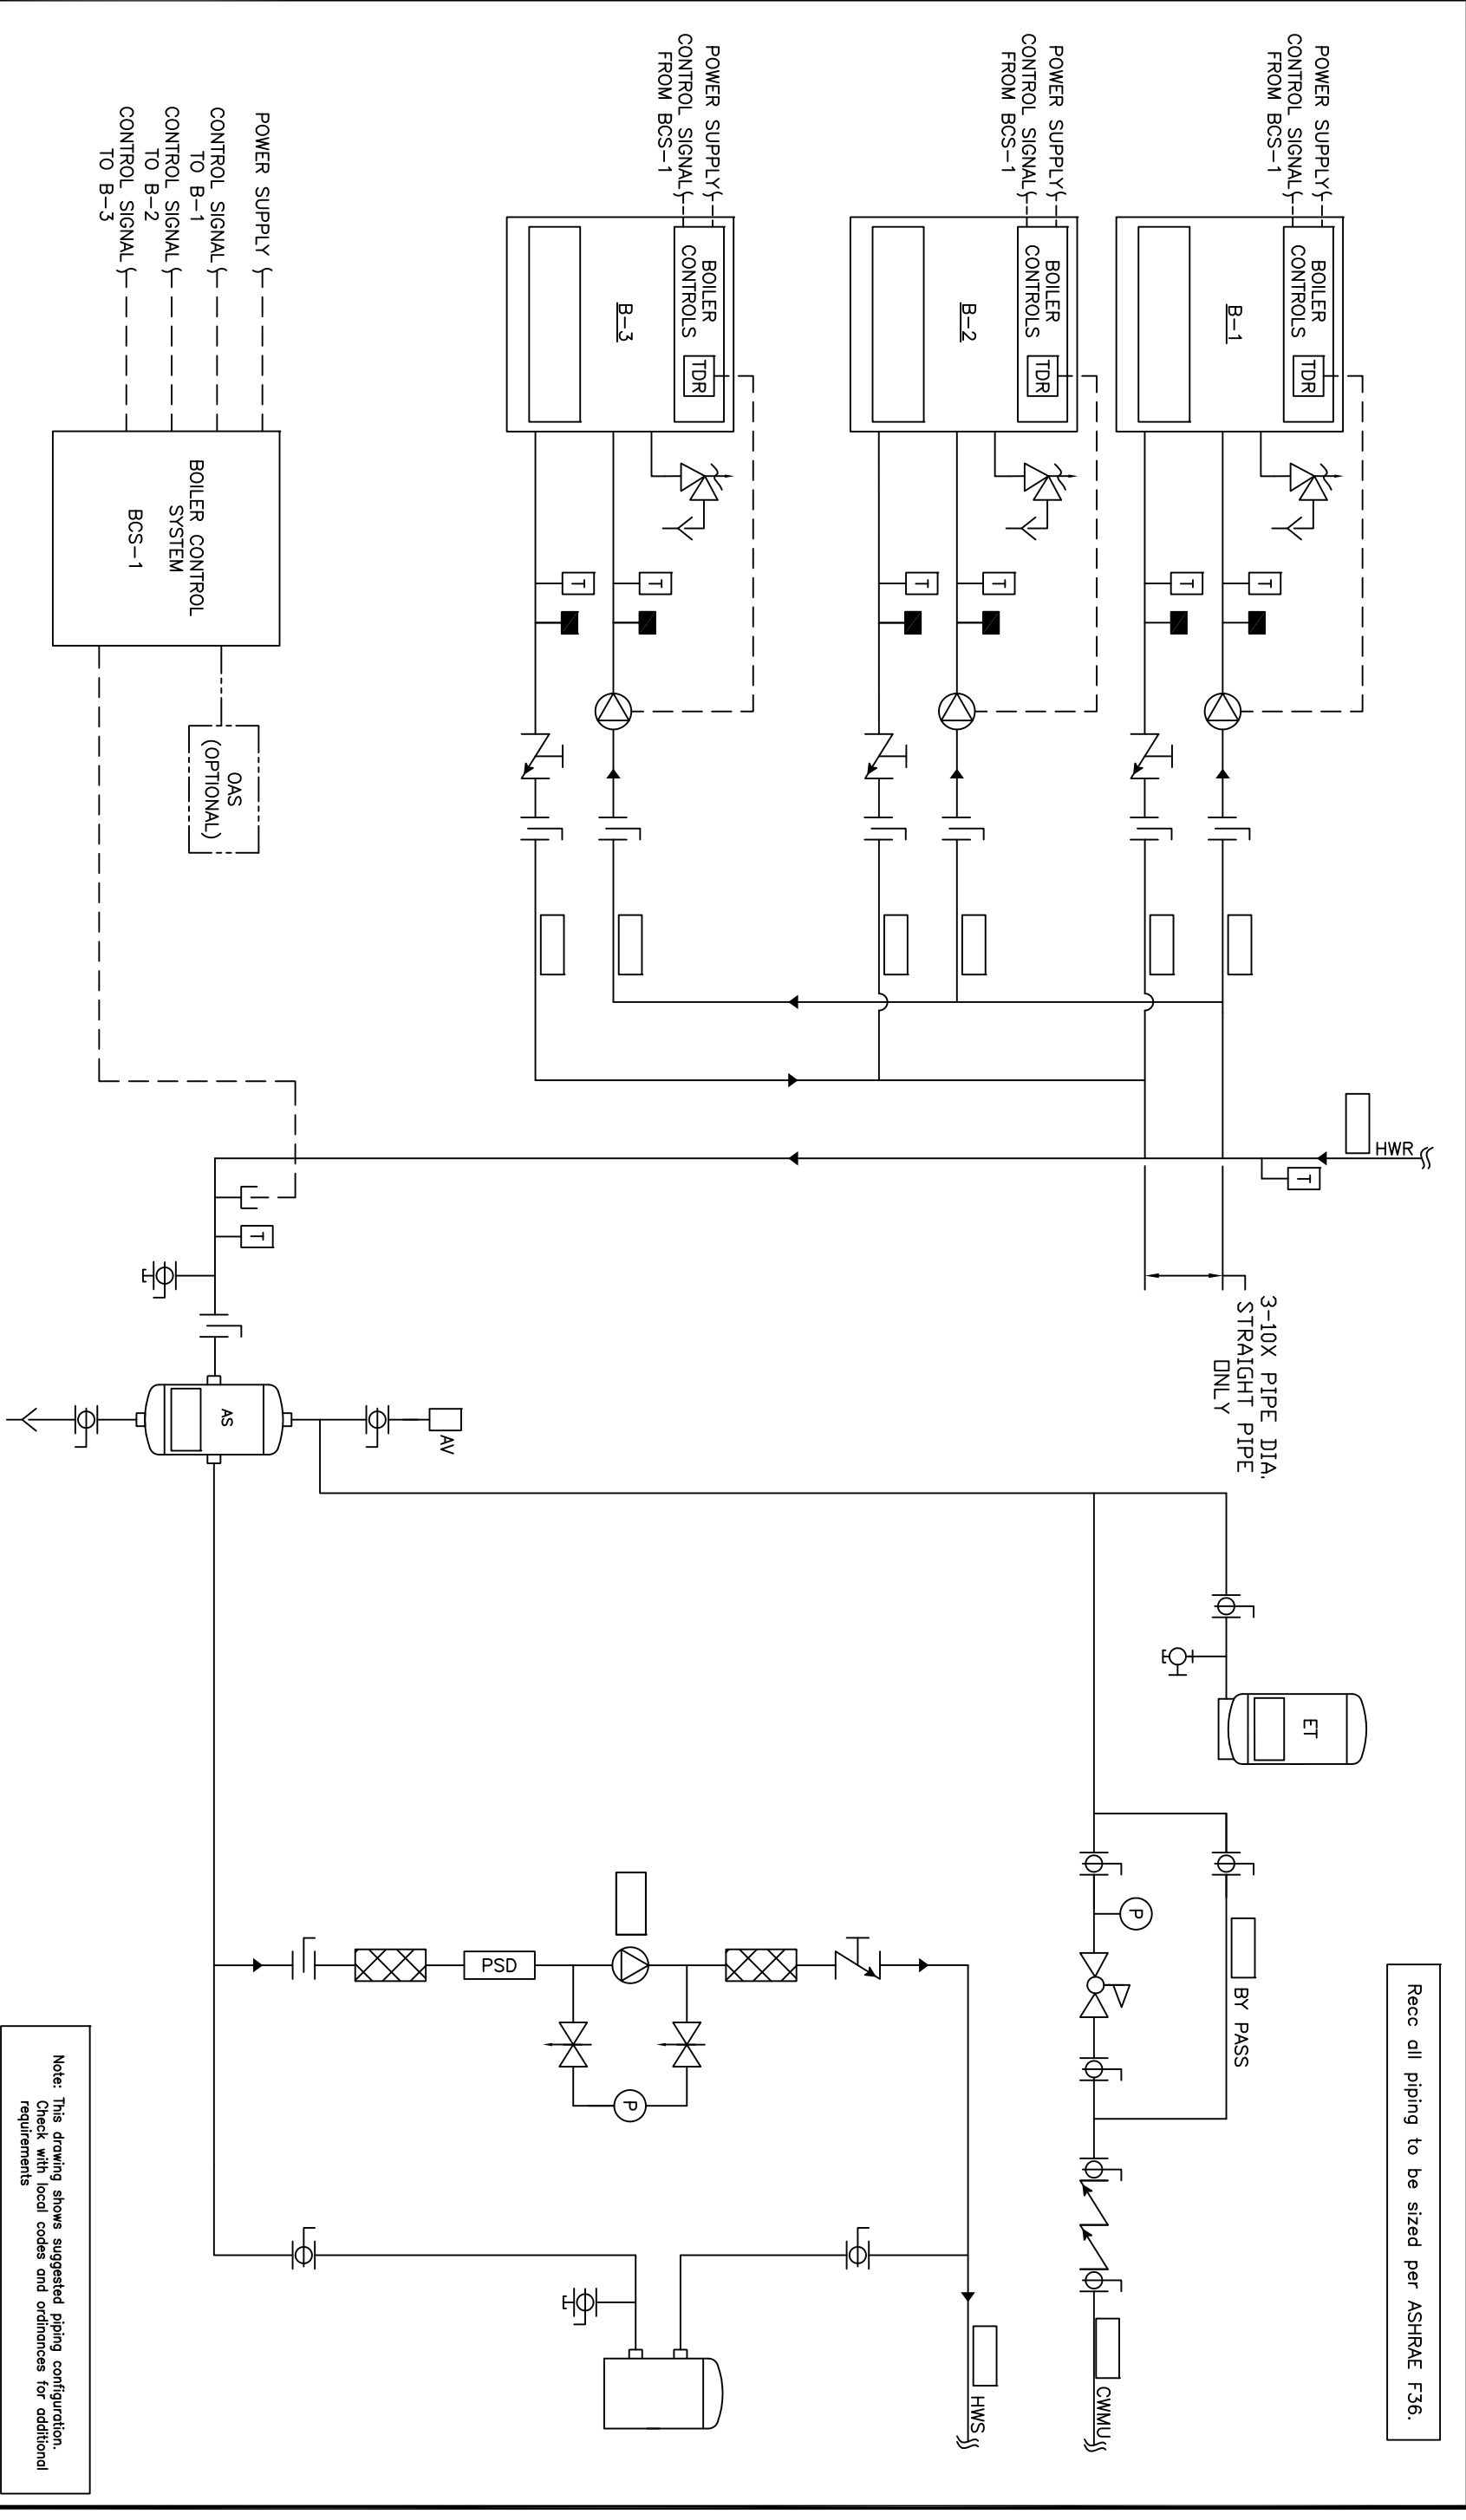 POWER SUPPLY
CONTROL SIGNAL
FROM BCS-1
BOILER
CONTROLS
TDR
B-3
T
T
POWER SUPPLY
CONTROL SIGNAL
FROM BCS-1
BOILER
CONTROLS
TDR
B-2
T
T
POWER SUPPLY
CONTROL SIGNAL
FROM BCS-1
BOILER
CONTROLS
TDR
B-1
T
T
POWER SUPPLY
CONTROL SIGNAL
TO B-1
CONTROL SIGNAL
TO B-2
CONTROL SIGNAL
TO B-3
BOILER CONTROL
SYSTEM
BCS-1
OAS
(OPTIONAL)
HWR
T
T
3-10X PIPE DIA.
STRAIGHT PIPE
ONLY
AS
AV
ET
P
BY PASS
PSD
P
HWS
CWMU
Recc all piping to be sized per ASHRAE F36.
Note: This drawing shows suggested piping configuration.
Check with local codes and ordinances for additional
requirements